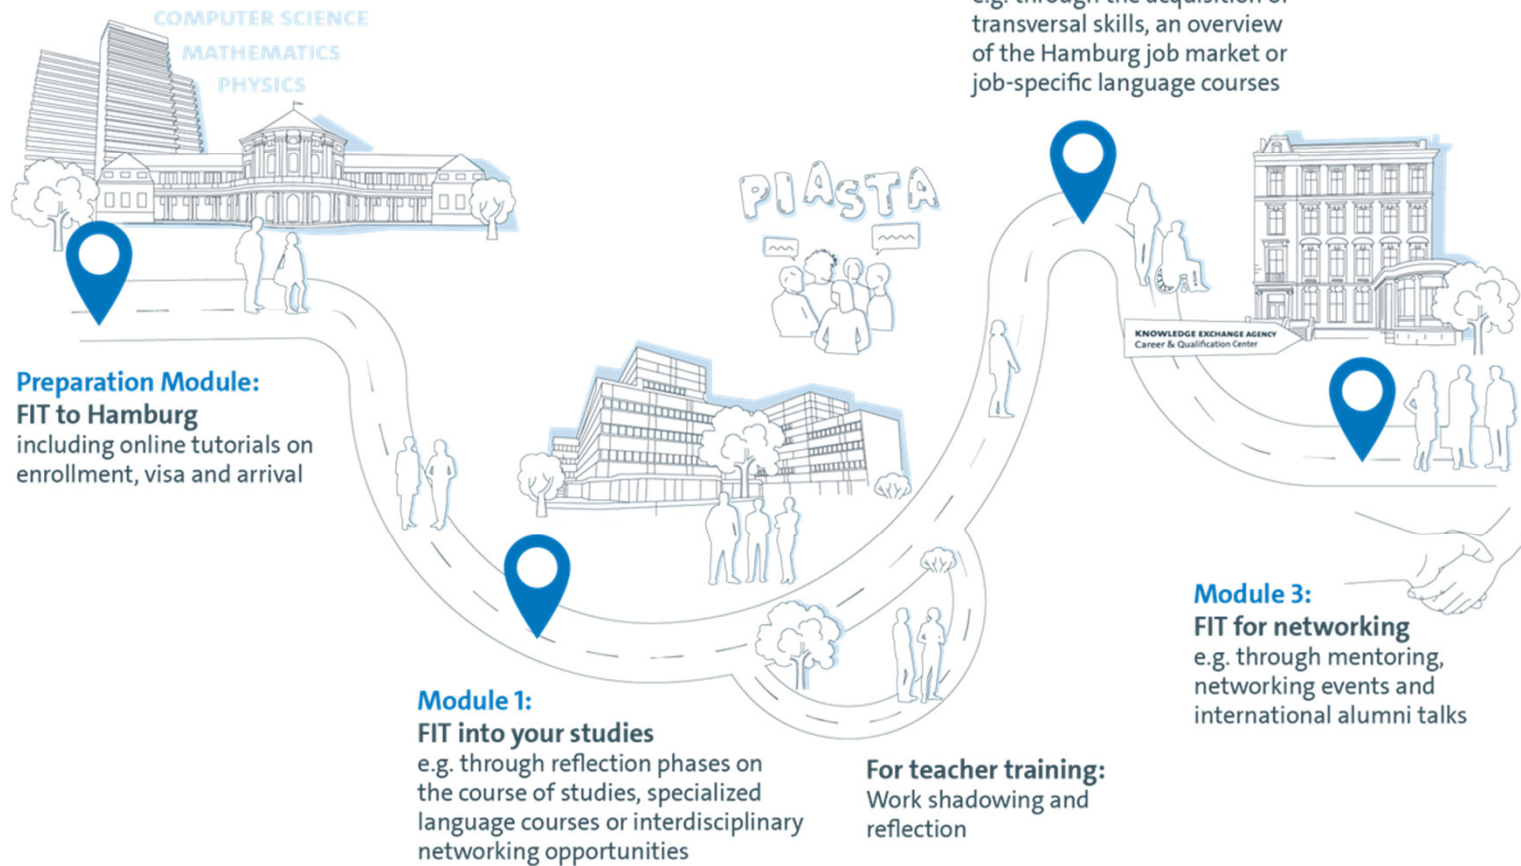 COMPUTER SCIENCE
MATHEMATICS
PHYSICS
e.g. through the acquisition of
transversal skills, an overview
of the Hamburg job market or
job-specific language courses
PIASTA
KNOWLEDGE EXCHANGE AGENCY
Career & Qualification Center
Preparation Module:
FIT to Hamburg
including online tutorials on
enrollment, visa and arrival
Module 1:
FIT into your studies
e.g. through reflection phases on
the course of studies, specialized
language courses or interdisciplinary
networking opportunities
For teacher training:
Work shadowing and
reflection
Module 3:
FIT for networking
e.g. through mentoring,
networking events and
international alumni talks